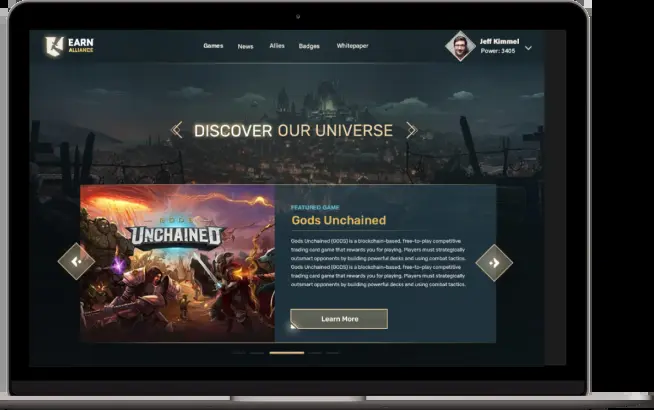 EARN
ALLIANCE
Games News Allies Badges Whitepaper
Jeff Kimmel
Power: 3405
DISCOVER OUR UNIVERSE
GODS
UNCHAINED
FEATURED GAME
Gods Unchained
Gods Unchained (GODS) is a blockchain-based, free-to-play competitive
trading card game that rewards you for playing. Players must strategically
outsmart opponents by building powerful decks and using combat tactics.
Gods Unchained (GODS) is a blockchain-based, free-to-play competitive
trading card game that rewards you for playing. Players must strategically
outsmart opponents by building powerful decks and using combat tactics.
Learn More